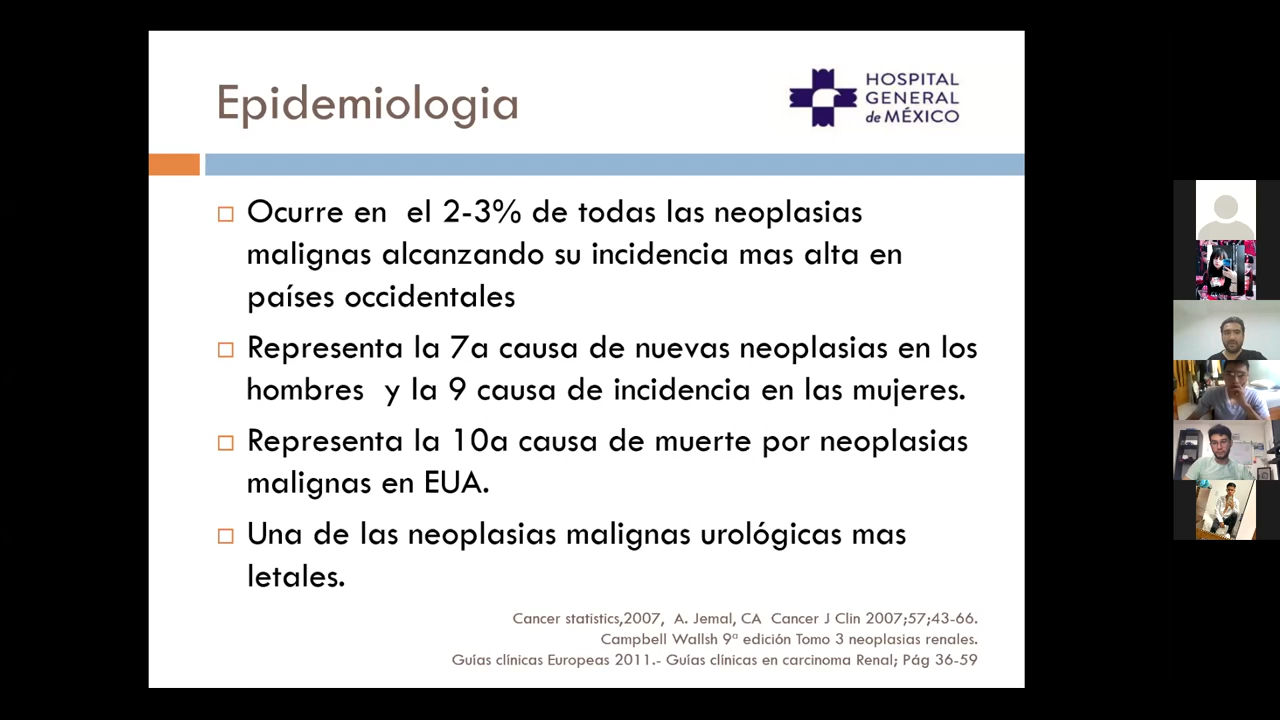 Epidemiologia
HOSPITAL
GENERAL
de MÉXICO
Ocurre en el 2-3% de todas las neoplasias
malignas alcanzando su incidencia mas alta en
países occidentales
Representa la 7a causa de nuevas neoplasias en los
hombres y la 9 causa de incidencia en las mujeres.
Representa la 10a causa de muerte por neoplasias
malignas en EUA.
Una de las neoplasias malignas urológicas mas
letales.
Cancer statistics,2007, A. Jemal, CA Cancer J Clin 2007;57;43-66.
Campbell Wallsh 9ª edición Tomo 3 neoplasias renales.
Guías clínicas Europeas 2011.- Guías clínicas en carcinoma Renal; Pág 36-59